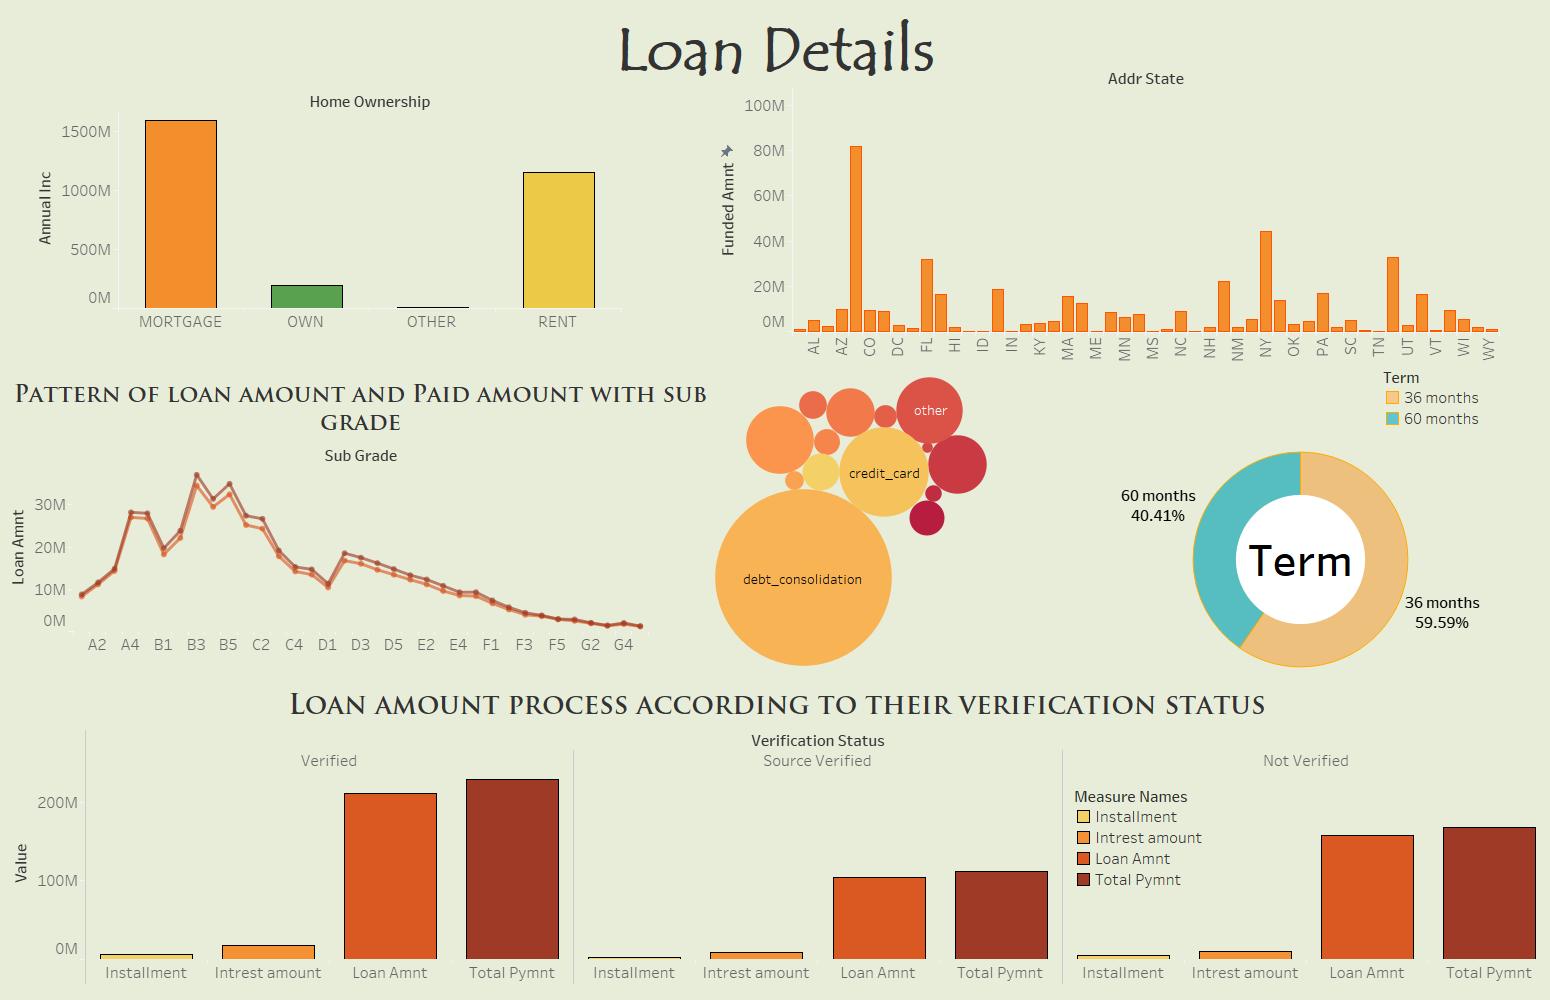 Loan Details
Home Ownership
Annual Inc
1500M
1000M
500M
0M
MORTGAGE
OWN
OTHER
RENT
Addr State
Funded Amnt
100M
80M
60M
40M
20M
0M
AL
AZ
CO
DC
FL
HI
ID
IN
KY
MA
ME
MN
MS
NC
NH
NM
NY
OK
PA
SC
TN
UT
VT
WI
WY
Pattern of loan amount and Paid amount with sub
grade
Sub Grade
Loan Amnt
30M
20M
10M
0M
A2
A4
B1
B3
B5
C2
C4
D1
D3
D5
E2
E4
F1
F3
F5
G2
G4
other
credit_card
debt_consolidation
Term
36 months
60 months
60 months
40.41%
Term
36 months
59.59%
Loan amount process according to their verification status
Verification Status
Verified
Source Verified
Not Verified
Value
200M
100M
0M
Measure Names
Installment
Intrest amount
Loan Amnt
Total Pymnt
Installment
Intrest amount
Loan Amnt
Total Pymnt
Installment
Intrest amount
Loan Amnt
Total Pymnt
Installment
Intrest amount
Loan Amnt
Total Pymnt